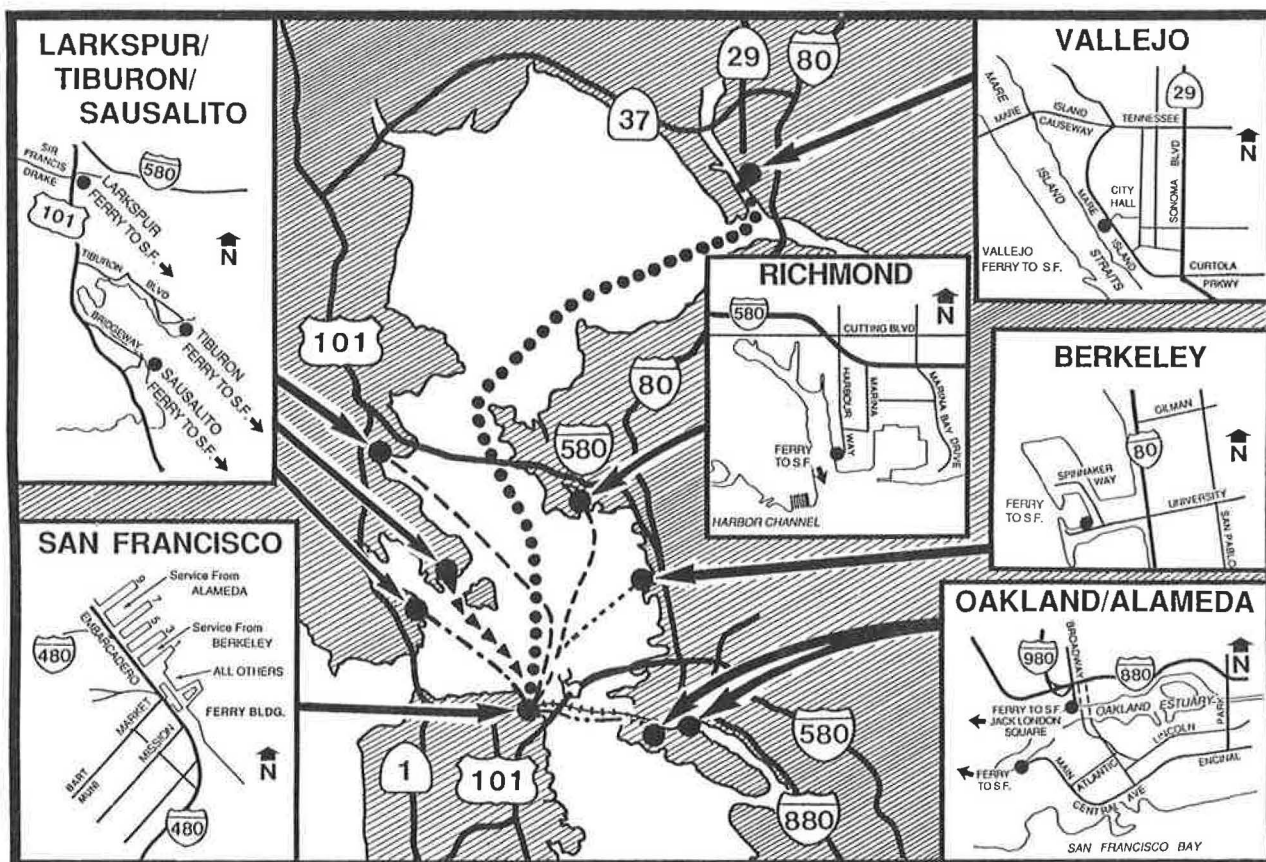 LARKSPUR/
TIBURON/
SAUSALITO
SIR
FRANCIS
DRAKE
580
101
LARKSPUR
FERRY TO S.F.
N
TIBURON
BLVD
BRIDGEWAY
TIBURON
FERRY TO S.F.
SAUSALITO
FERRY TO S.F.
SAN FRANCISCO
Service From
ALAMEDA
9
7
5
3
Service From
BERKELEY
EMBARCADERO
480
ALL OTHERS
FERRY BLDG.
MARKET
MISSION
BART
MUNI
N
480
29
80
37
101
80
580
1
101
580
880
RICHMOND
580
N
CUTTING BLVD
HARBOUR
WAY
MARINA
MARINA BAY DRIVE
FERRY
TO S.F.
HARBOR CHANNEL
VALLEJO
29
MARE
ISLAND
MARE
ISLAND
CAUSEWAY
TENNESSEE
N
SONOMA BLVD
CITY
HALL
MARE
ISLAND
STRAITS
VALLEJO
FERRY TO S.F.
CURTOLA
PRKWY
BERKELEY
GILMAN
80
N
SPINNAKER
WAY
FERRY
TO S.F.
UNIVERSITY
SAN PABLO
OAKLAND/ALAMEDA
BROADWAY
980
880
N
FERRY TO S.F.
JACK LONDON
SQUARE
OAKLAND ESTUARY
PARK
LINCOLN
FERRY
TO S.F.
MAIN
ATLANTIC
ENCINAL
CENTRAL AVE
SAN FRANCISCO BAY